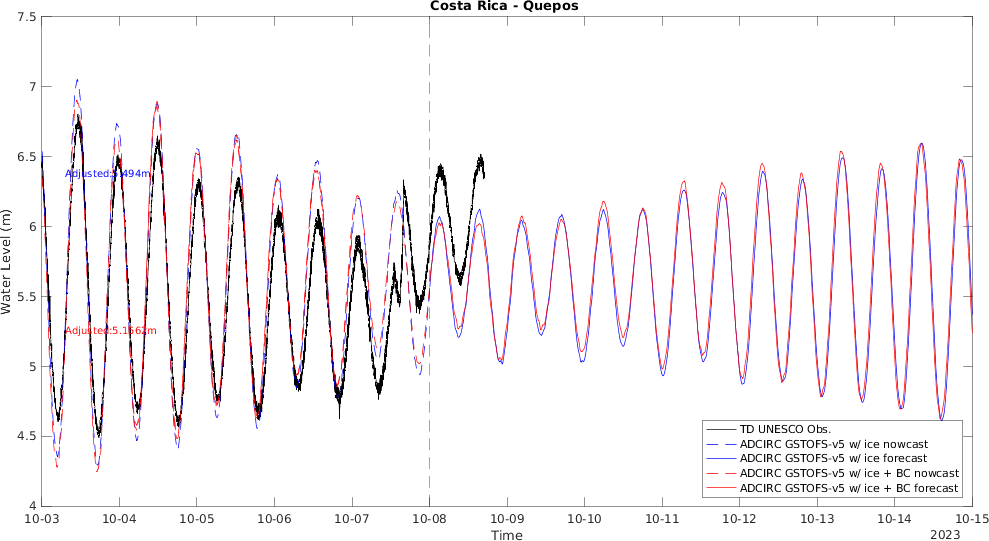 Costa Rica - Quepos
7.5
7
6.5
6
5.5
5
4.5
4
Water Level (m)
Adjusted:5.494m
Adjusted:5.1562m
TD UNESCO Obs.
ADCIRC GSTOFS-v5 w/ ice nowcast
ADCIRC GSTOFS-v5 w/ ice forecast
ADCIRC GSTOFS-v5 w/ ice + BC nowcast
ADCIRC GSTOFS-v5 w/ ice + BC forecast
10-03 10-04 10-05 10-06 10-07 10-08 10-09 10-10 10-11 10-12 10-13 10-14 10-15
Time
2023